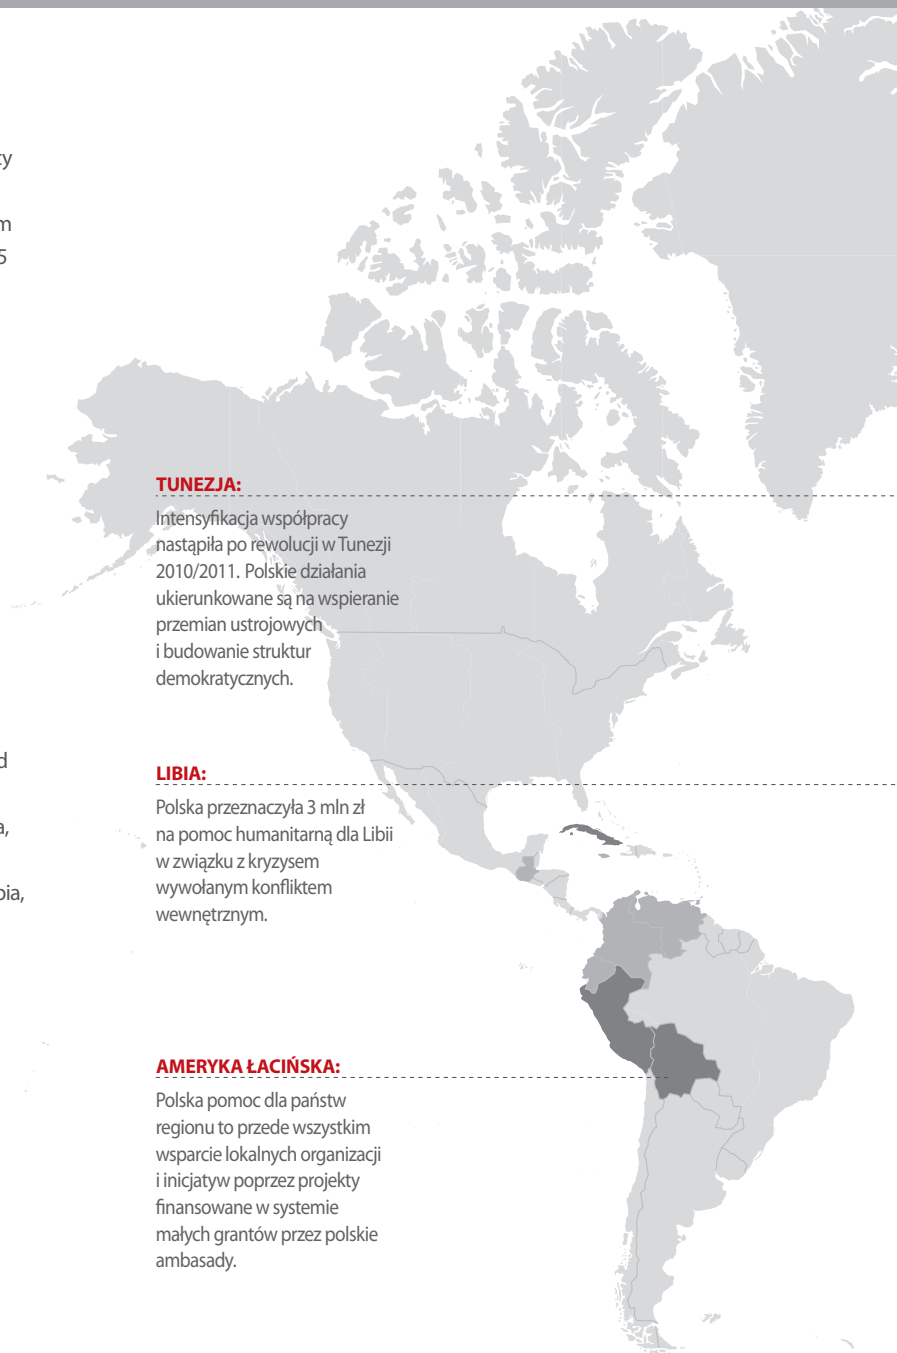 TUNEZJA:
Intensyfikacja współpracy
nastąpiła po rewolucji w Tunezji
2010/2011. Polskie działania
ukierunkowane są na wspieranie
przemian ustrojowych
i budowanie struktur
demokratycznych.
LIBIA:
Polska przeznaczyła 3 mln zł
na pomoc humanitarną dla Libii
w związku z kryzysem
wywołanym konfliktem
wewnętrznym.
AMERYKA ŁACIŃSKA:
Polska pomoc dla państw
regionu to przede wszystkim
wsparcie lokalnych organizacji
i inicjatyw poprzez projekty
finansowane w systemie
małych grantów przez polskie
ambasady.